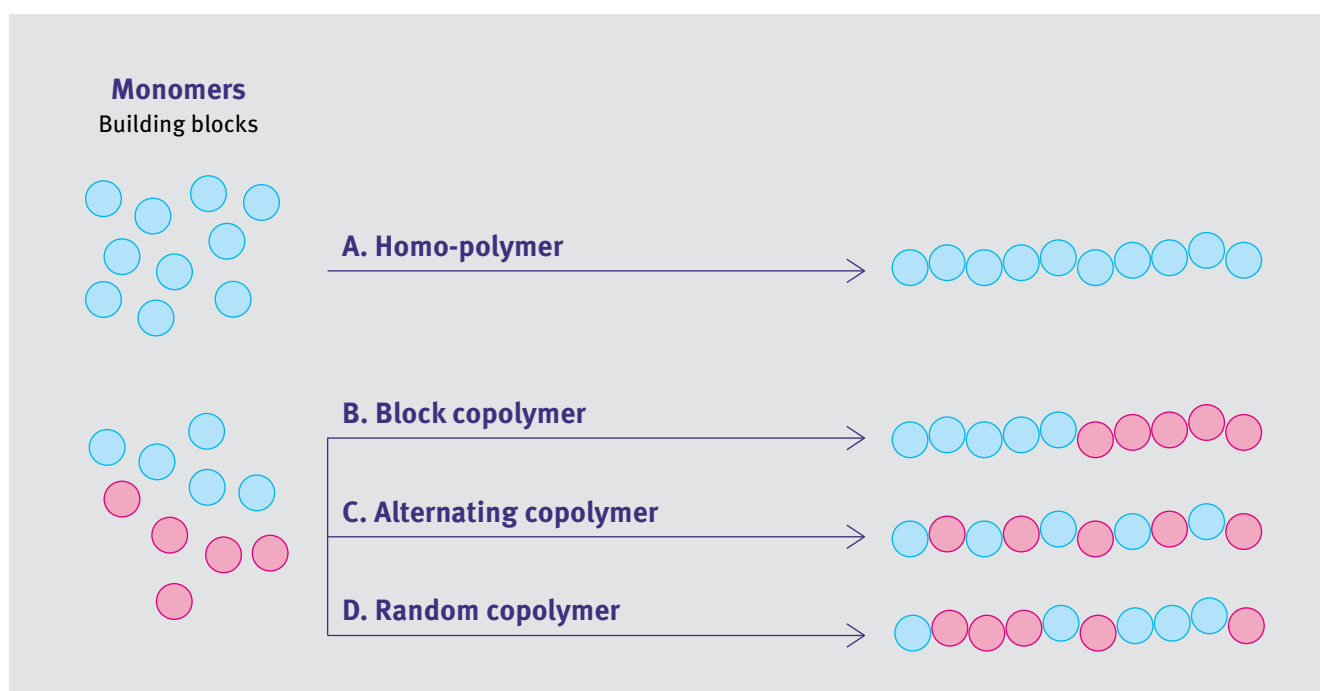 Monomers
Building blocks
A. Homo-polymer
B. Block copolymer
C. Alternating copolymer
D. Random copolymer